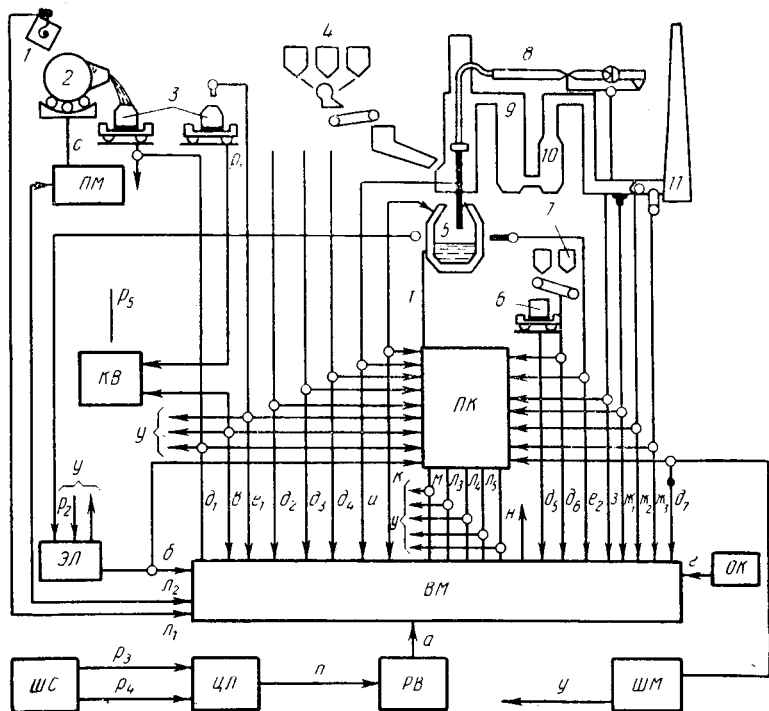 1
2
3
4
5
6
7
8
9
10
11
с
ПМ
р₁
I
р₅
КВ
ПК
у
у
р₂
ЭЛ
б
д₁
в
е₁
д₂
д₃
д₄
и
к
м
л₃
л₄
л₅
у
н
д₅
д₆
е₂
з
ж₁
ж₂
ж₃
д₇
л₂
л₁
ВМ
г
ОК
а
ШС
р₃
р₄
ЦЛ
п
РВ
у
ШМ